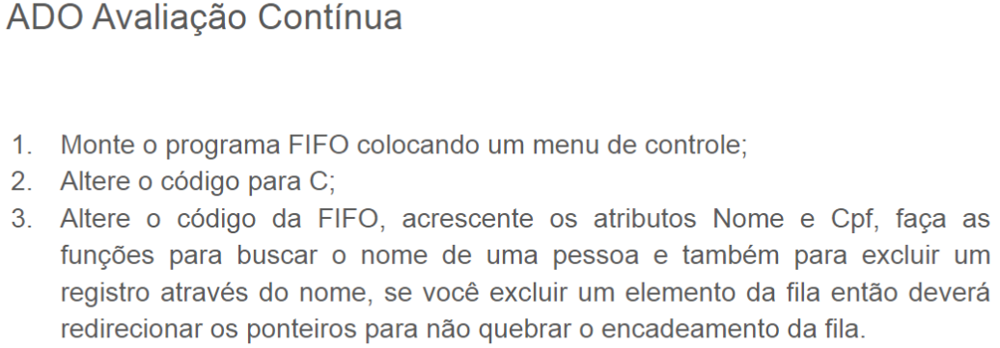 ADO Avaliação Contínua
1. Monte o programa FIFO colocando um menu de controle;
2. Altere o código para C;
3. Altere o código da FIFO, acrescente os atributos Nome e Cpf, faça as
funções para buscar o nome de uma pessoa e também para excluir um
registro através do nome, se você excluir um elemento da fila então deverá
redirecionar os ponteiros para não quebrar o encadeamento da fila.